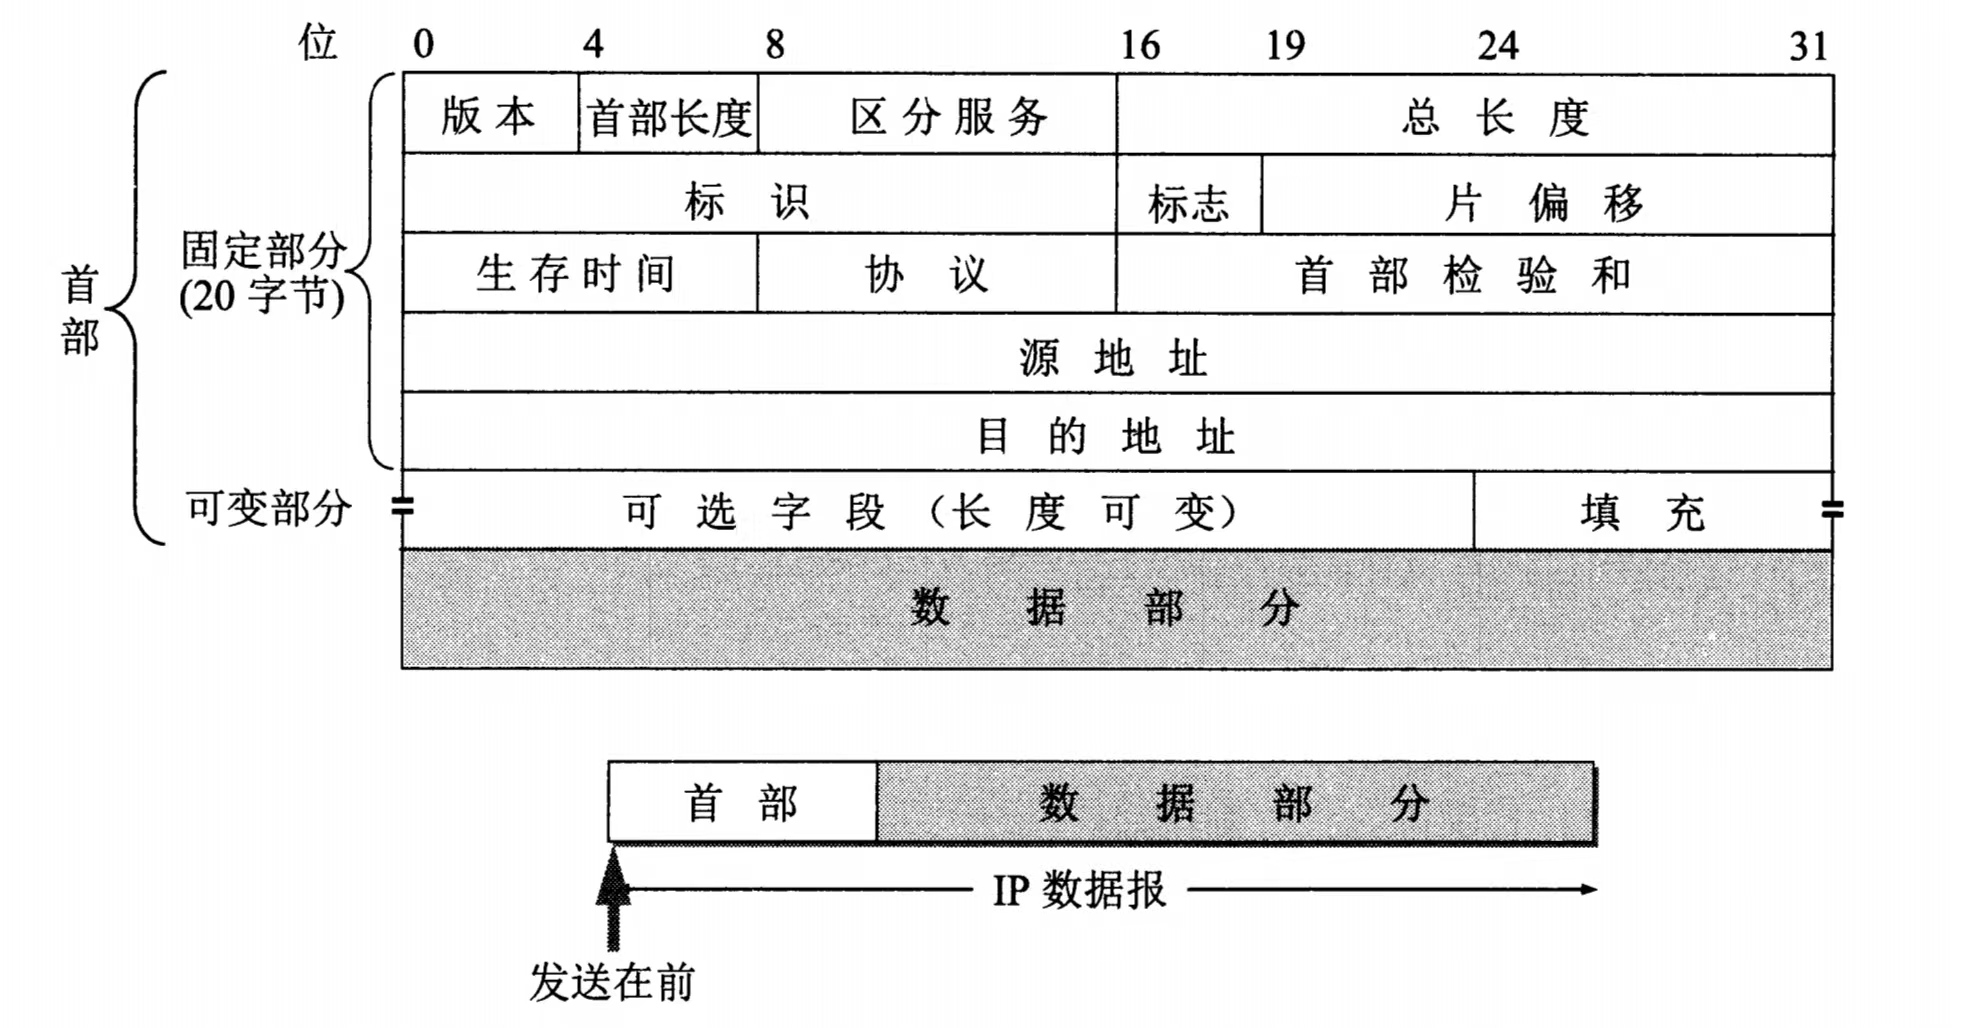 位 0 4 8 16 19 24 31
版本 首部长度 区分服务 总长度
标识 标志 片偏移
固定部分
(20 字节)
生存时间 协议 首部检验和
首部
源地址
目的地址
可变部分 可选字段（长度可变） 填充
数据部分
首部 数据部分
IP 数据报
发送在前